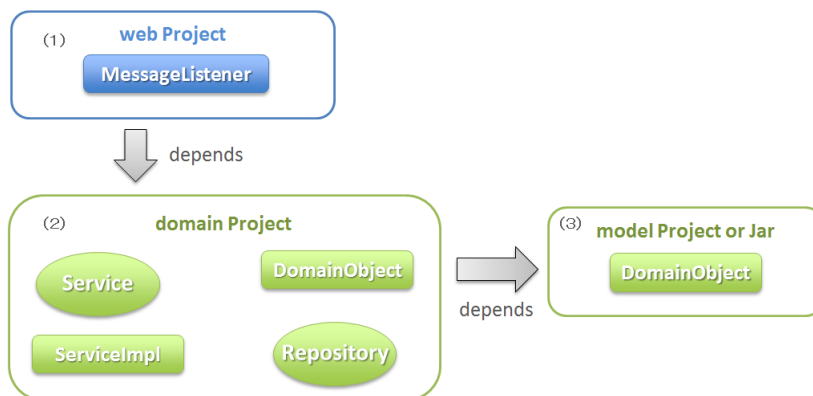 (1)
web Project
MessageListener
depends
(2)
domain Project
Service
DomainObject
ServiceImpl
Repository
depends
(3)
model Project or Jar
DomainObject